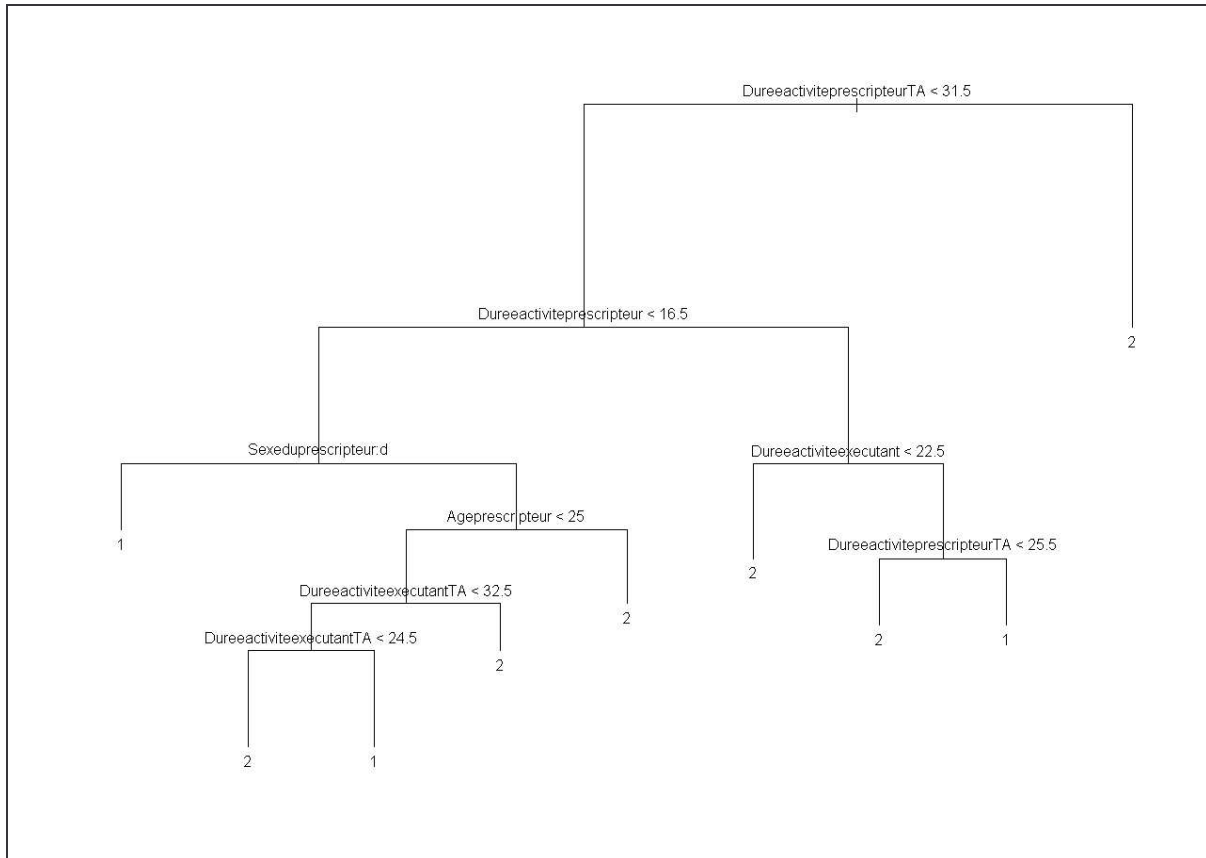 DureeactiviteprescripteurTA < 31.5
Dureeactiviteprescripteur < 16.5
2
Sexeduprescripteur:d
Dureeactiviteexecutant < 22.5
Ageprescripteur < 25
1
DureeactiviteprescripteurTA < 25.5
2
DureeactiviteexecutantTA < 32.5
2
DureeactiviteexecutantTA < 24.5
2
1
2
2
1